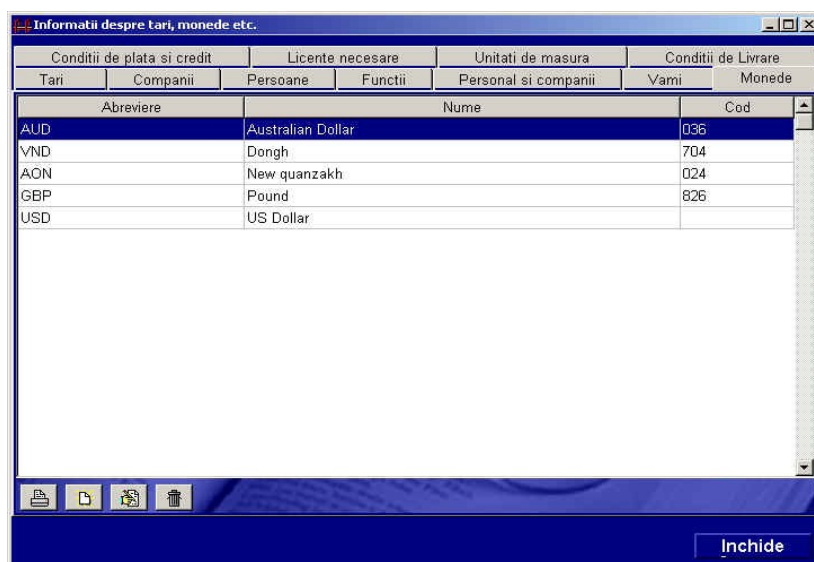 Informatii despre tari, monede etc.
Conditii de plata si credit Licente necesare Unitati de masura Conditii de Livrare
Tari Companii Persoane Functii Personal si companii Vami Monede
Abreviere Nume Cod
AUD Australian Dollar 036
VND Dongh 704
AON New quanzakh 024
GBP Pound 826
USD US Dollar
Inchide